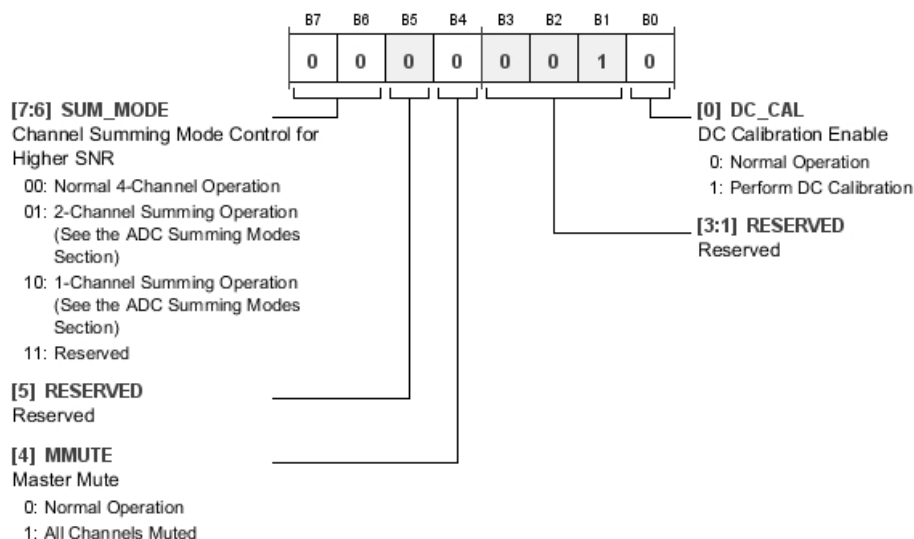 B7 B6 B5 B4 B3 B2 B1 B0
0 0 0 0 0 0 1 0
[7:6] SUM_MODE
Channel Summing Mode Control for
Higher SNR
00: Normal 4-Channel Operation
01: 2-Channel Summing Operation
(See the ADC Summing Modes
Section)
10: 1-Channel Summing Operation
(See the ADC Summing Modes
Section)
11: Reserved
[5] RESERVED
Reserved
[4] MMUTE
Master Mute
0: Normal Operation
1: All Channels Muted
[0] DC_CAL
DC Calibration Enable
0: Normal Operation
1: Perform DC Calibration
[3:1] RESERVED
Reserved